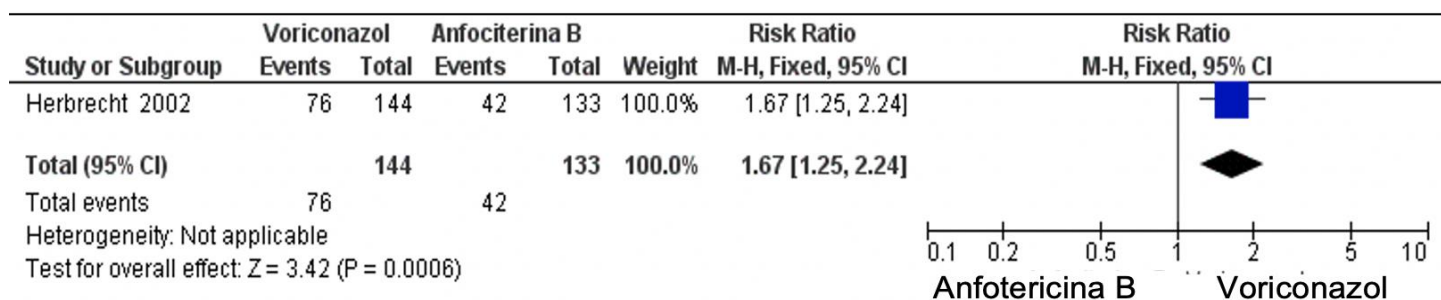 Voriconazol Anfociterina B Risk Ratio Risk Ratio
Study or Subgroup Events Total Events Total Weight M-H, Fixed, 95% CI M-H, Fixed, 95% CI
Herbrecht 2002 76 144 42 133 100.0% 1.67 [1.25, 2.24]
Total (95% CI) 144 133 100.0% 1.67 [1.25, 2.24]
Total events 76 42
Heterogeneity: Not applicable
Test for overall effect: Z = 3.42 (P = 0.0006)
0.1 0.2 0.5 1 2 5 10
Anfotericina B Voriconazol